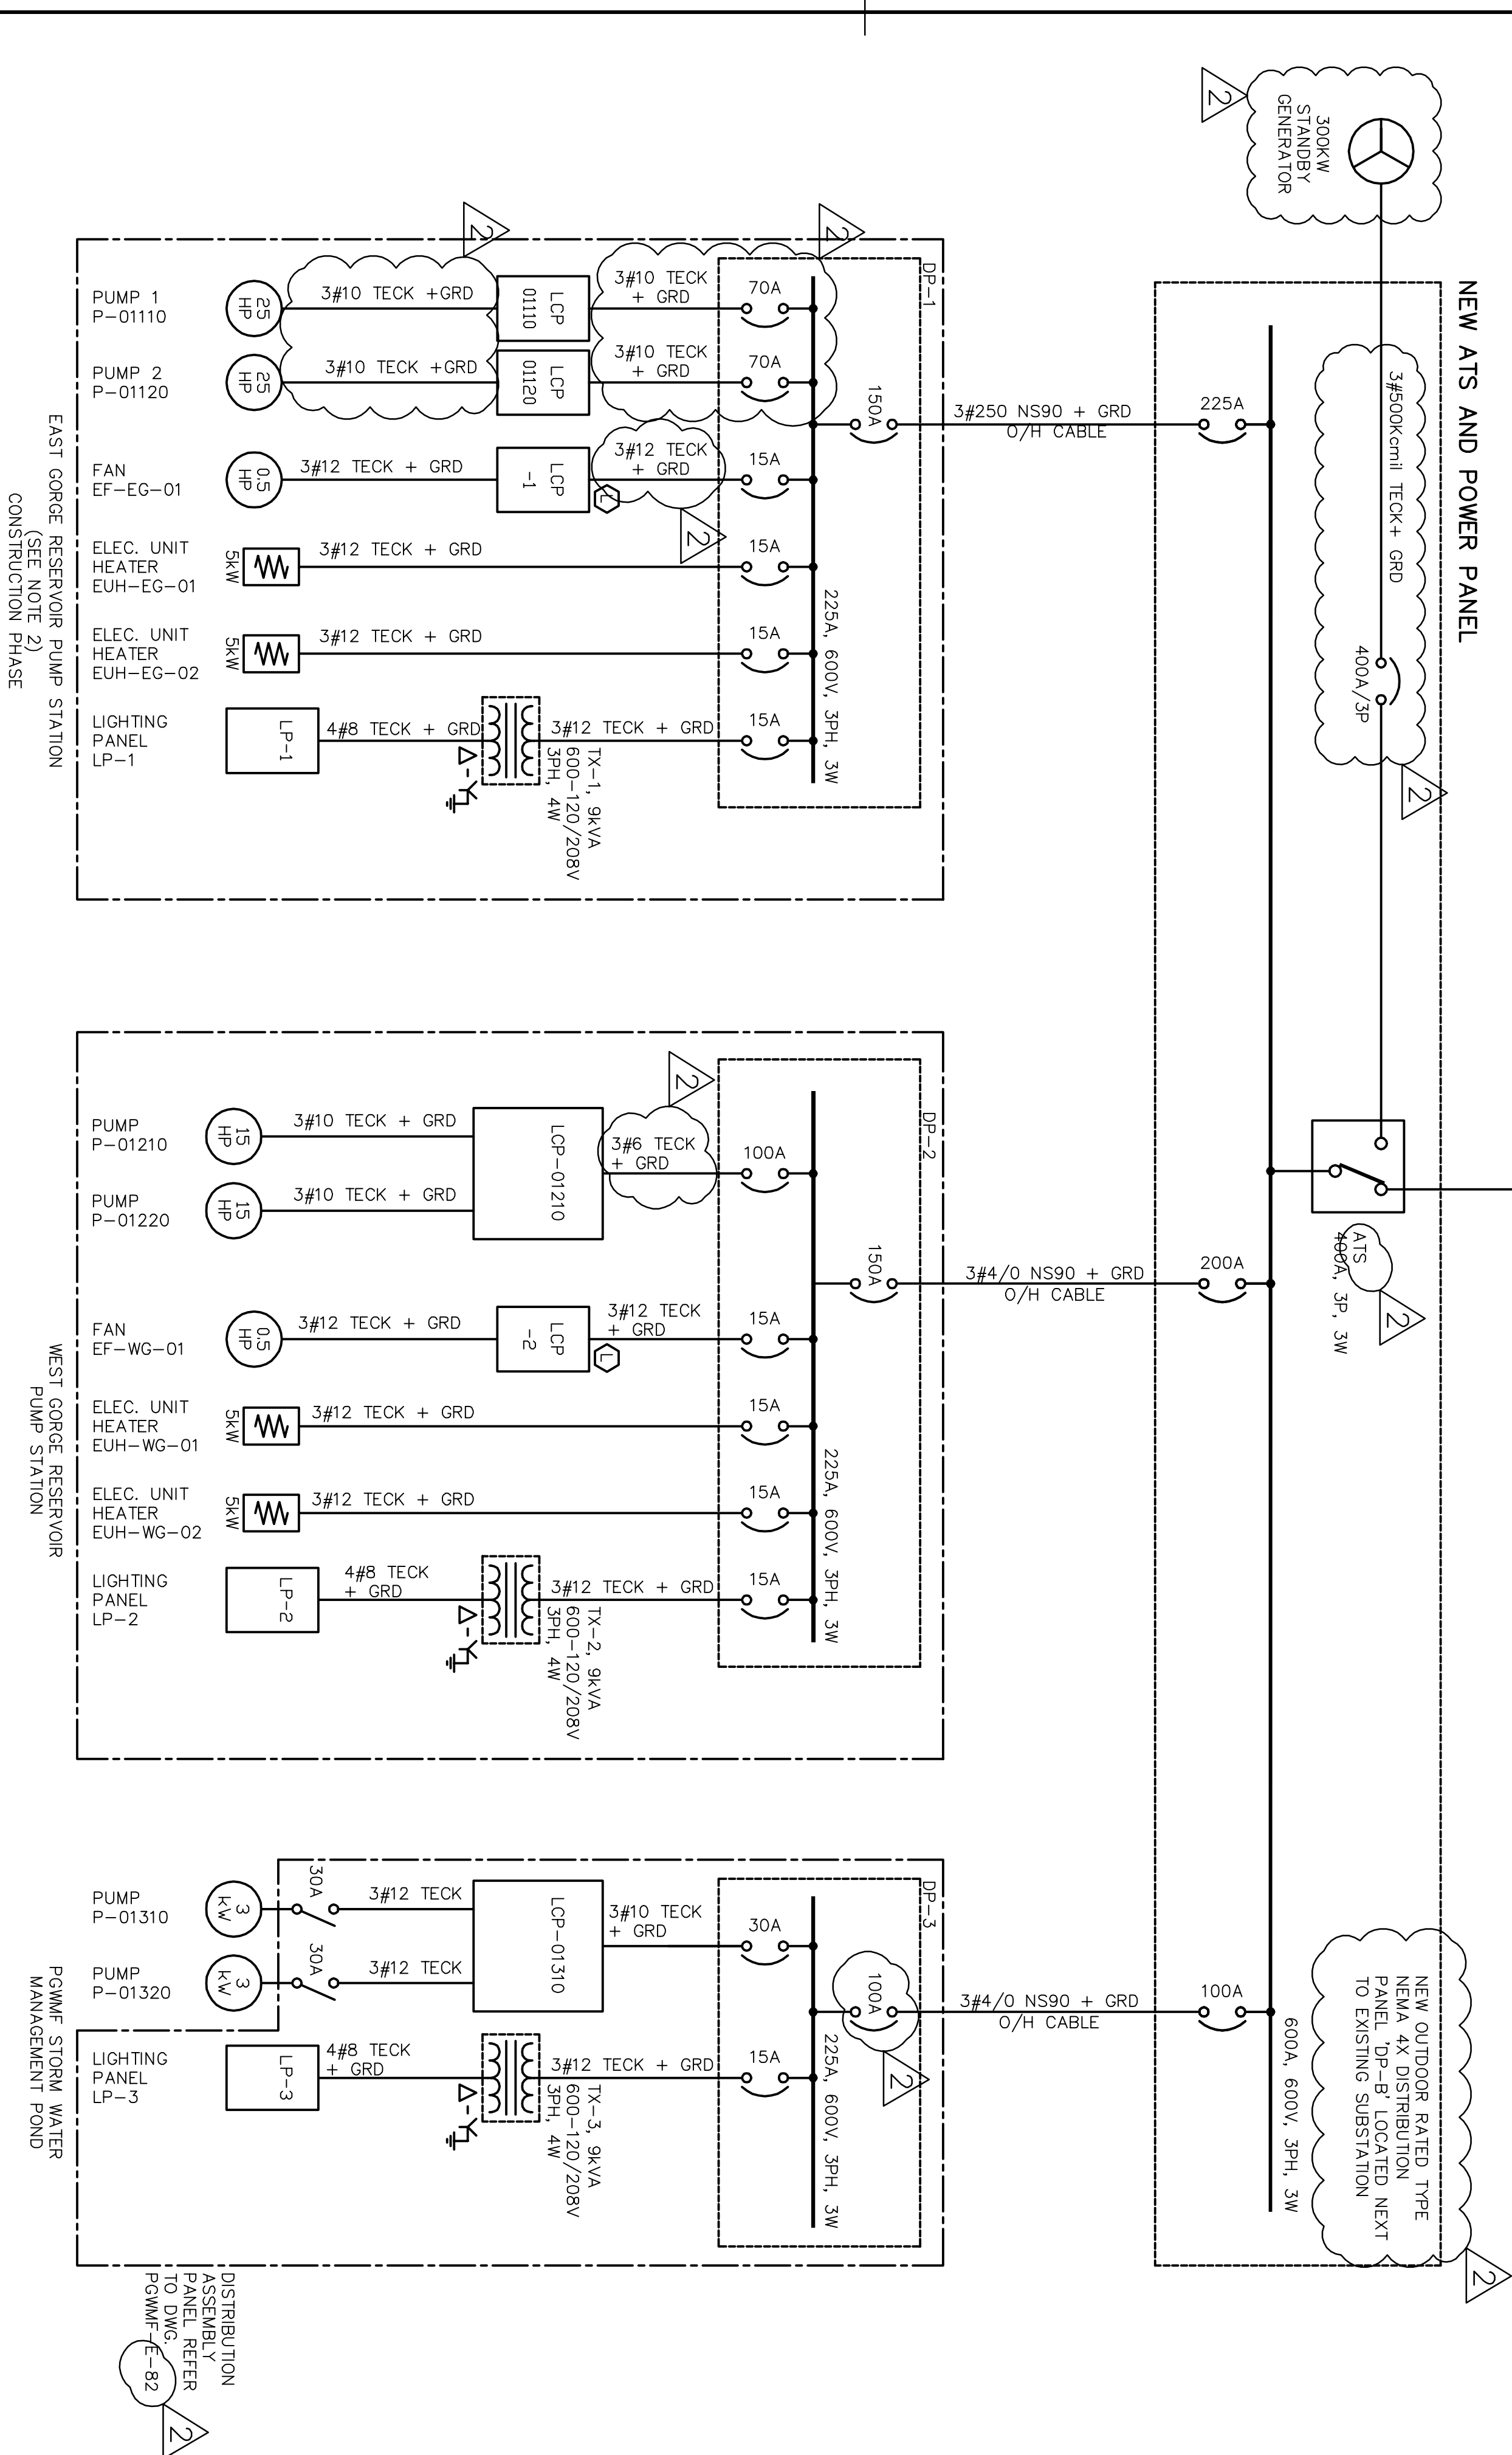 NEW ATS AND POWER PANEL
300KW
STANDBY
GENERATOR
2
3#500Kcmil TECK+ GRD
400A/3P
2
ATS
400A, 3P, 3W
2
NEW OUTDOOR RATED TYPE
NEMA 4X DISTRIBUTION
PANEL 'DP-B' LOCATED NEXT
TO EXISTING SUBSTATION
2
600A, 600V, 3PH, 3W
225A
3#250 NS90 + GRD
O/H CABLE
150A
200A
3#4/0 NS90 + GRD
O/H CABLE
150A
100A
3#4/0 NS90 + GRD
O/H CABLE
100A
2
DP-1
2
2
225A, 600V, 3PH, 3W
70A
3#10 TECK
+ GRD
LCP
01110
3#10 TECK +GRD
25
HP
PUMP 1
P-01110
70A
3#10 TECK
+ GRD
LCP
01120
3#10 TECK +GRD
25
HP
PUMP 2
P-01120
15A
3#12 TECK
+ GRD
2
L
LCP
-1
3#12 TECK + GRD
0.5
HP
FAN
EF-EG-01
15A
3#12 TECK + GRD
5kW
ELEC. UNIT
HEATER
EUH-EG-01
15A
3#12 TECK + GRD
5kW
ELEC. UNIT
HEATER
EUH-EG-02
15A
3#12 TECK + GRD
TX-1, 9kVA
600-120/208V
3PH, 4W
4#8 TECK + GRD
LP-1
LIGHTING
PANEL
LP-1
EAST GORGE RESERVOIR PUMP STATION
(SEE NOTE 2)
CONSTRUCTION PHASE
DP-2
225A, 600V, 3PH, 3W
100A
2
3#6 TECK
+ GRD
LCP-01210
3#10 TECK + GRD
15
HP
PUMP
P-01210
3#10 TECK + GRD
15
HP
PUMP
P-01220
15A
3#12 TECK
+ GRD
L
LCP
-2
3#12 TECK + GRD
0.5
HP
FAN
EF-WG-01
15A
3#12 TECK + GRD
5kW
ELEC. UNIT
HEATER
EUH-WG-01
15A
3#12 TECK + GRD
5kW
ELEC. UNIT
HEATER
EUH-WG-02
15A
3#12 TECK + GRD
TX-2, 9kVA
600-120/208V
3PH, 4W
4#8 TECK
+ GRD
LP-2
LIGHTING
PANEL
LP-2
WEST GORGE RESERVOIR
PUMP STATION
DP-3
225A, 600V, 3PH, 3W
30A
3#10 TECK
+ GRD
LCP-01310
3#12 TECK
30A
3
kW
PUMP
P-01310
3#12 TECK
30A
3
kW
PUMP
P-01320
15A
3#12 TECK + GRD
TX-3, 9kVA
600-120/208V
3PH, 4W
4#8 TECK
+ GRD
LP-3
LIGHTING
PANEL
LP-3
PGWMF STORM WATER
MANAGEMENT POND
DISTRIBUTION
ASSEMBLY
PANEL REFER
TO DWG.
PGWMF-E-82
2